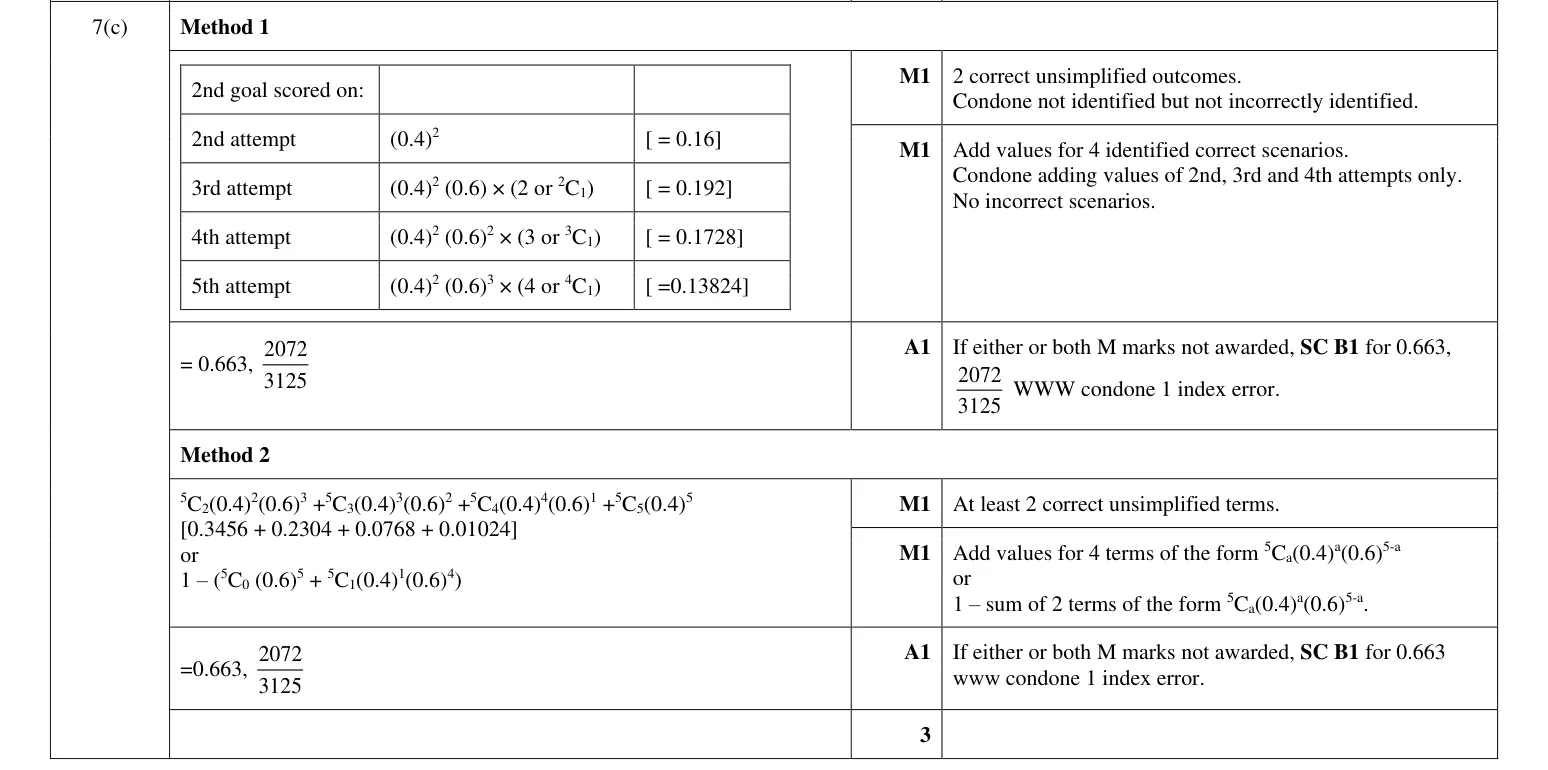 7(c) Method 1
2nd goal scored on:
2nd attempt (0.4)² [ = 0.16]
3rd attempt (0.4)² (0.6) × (2 or ²C₁) [ = 0.192]
4th attempt (0.4)² (0.6)² × (3 or ³C₁) [ = 0.1728]
5th attempt (0.4)² (0.6)³ × (4 or ⁴C₁) [ =0.13824]
M1 2 correct unsimplified outcomes.
Condone not identified but not incorrectly identified.
M1 Add values for 4 identified correct scenarios.
Condone adding values of 2nd, 3rd and 4th attempts only.
No incorrect scenarios.
= 0.663, 2072/3125
A1 If either or both M marks not awarded, SC B1 for 0.663,
2072/3125 WWW condone 1 index error.
Method 2
⁵C₂(0.4)²(0.6)³ +⁵C₃(0.4)³(0.6)² +⁵C₄(0.4)⁴(0.6)¹ +⁵C₅(0.4)⁵
[0.3456 + 0.2304 + 0.0768 + 0.01024]
or
1 – (⁵C₀ (0.6)⁵ + ⁵C₁(0.4)¹(0.6)⁴)
M1 At least 2 correct unsimplified terms.
M1 Add values for 4 terms of the form ⁵Cₐ(0.4)ᵃ(0.6)⁵⁻ᵃ
or
1 – sum of 2 terms of the form ⁵Cₐ(0.4)ᵃ(0.6)⁵⁻ᵃ.
=0.663, 2072/3125
A1 If either or both M marks not awarded, SC B1 for 0.663
www condone 1 index error.
3